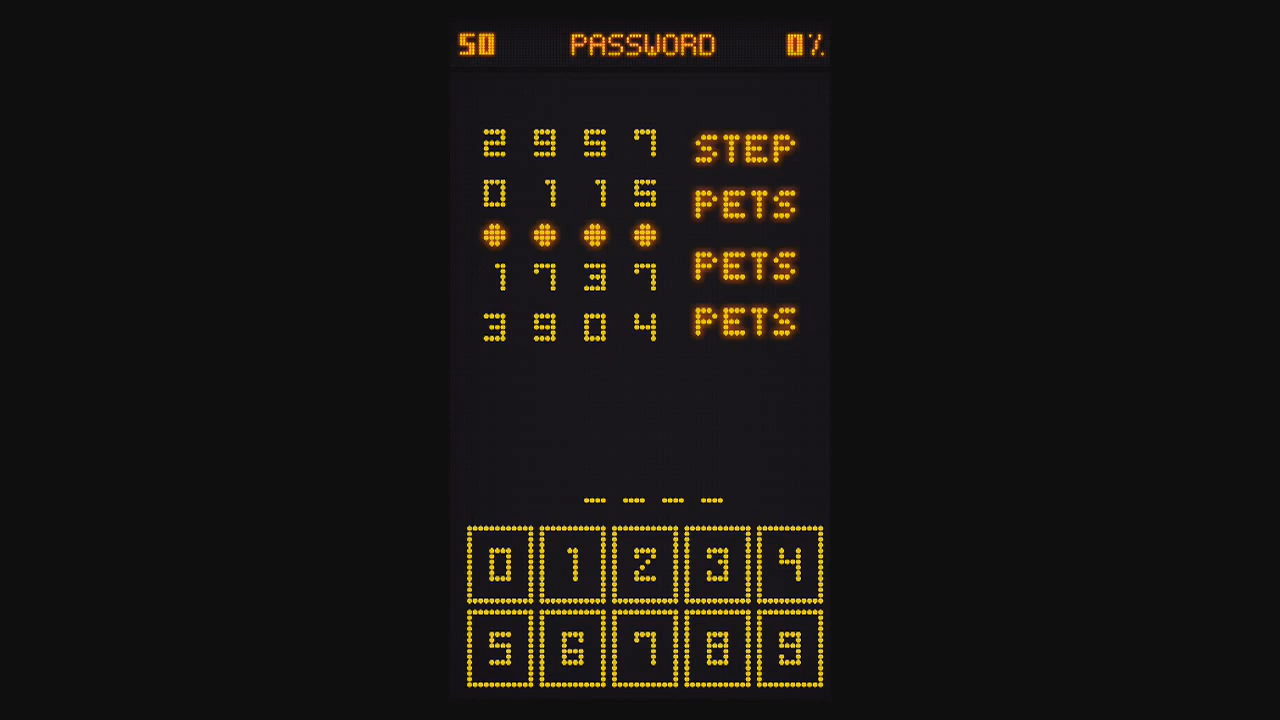 50 PASSWORD 0%
2 9 5 7 STEP
0 1 1 5 PETS
1 7 3 7 PETS
3 9 0 4 PETS
_ _ _ _
0 1 2 3 4
5 6 7 8 9